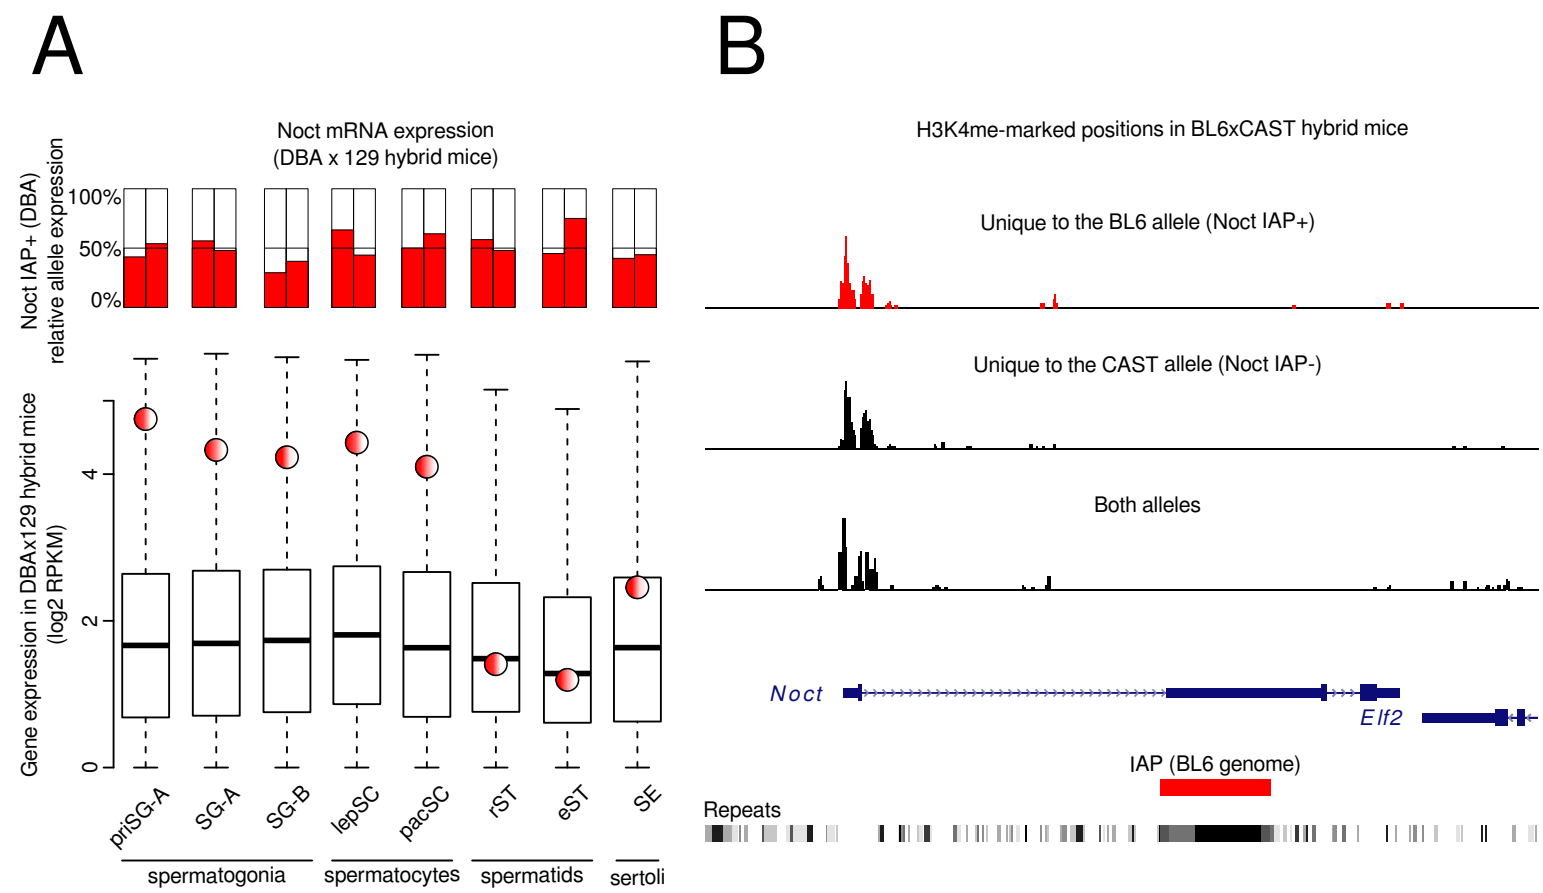 A
Noct mRNA expression
(DBA x 129 hybrid mice)
Noct IAP+ (DBA)
relative allele expression
100%
50%
0%
Gene expression in DBAx129 hybrid mice
(log2 RPKM)
4
2
0
priSG-A
SG-A
SG-B
lepSC
pacSC
rST
eST
SE
spermatogonia
spermatocytes
spermatids
sertoli
B
H3K4me-marked positions in BL6xCAST hybrid mice
Unique to the BL6 allele (Noct IAP+)
Unique to the CAST allele (Noct IAP-)
Both alleles
Noct
Elf2
IAP (BL6 genome)
Repeats